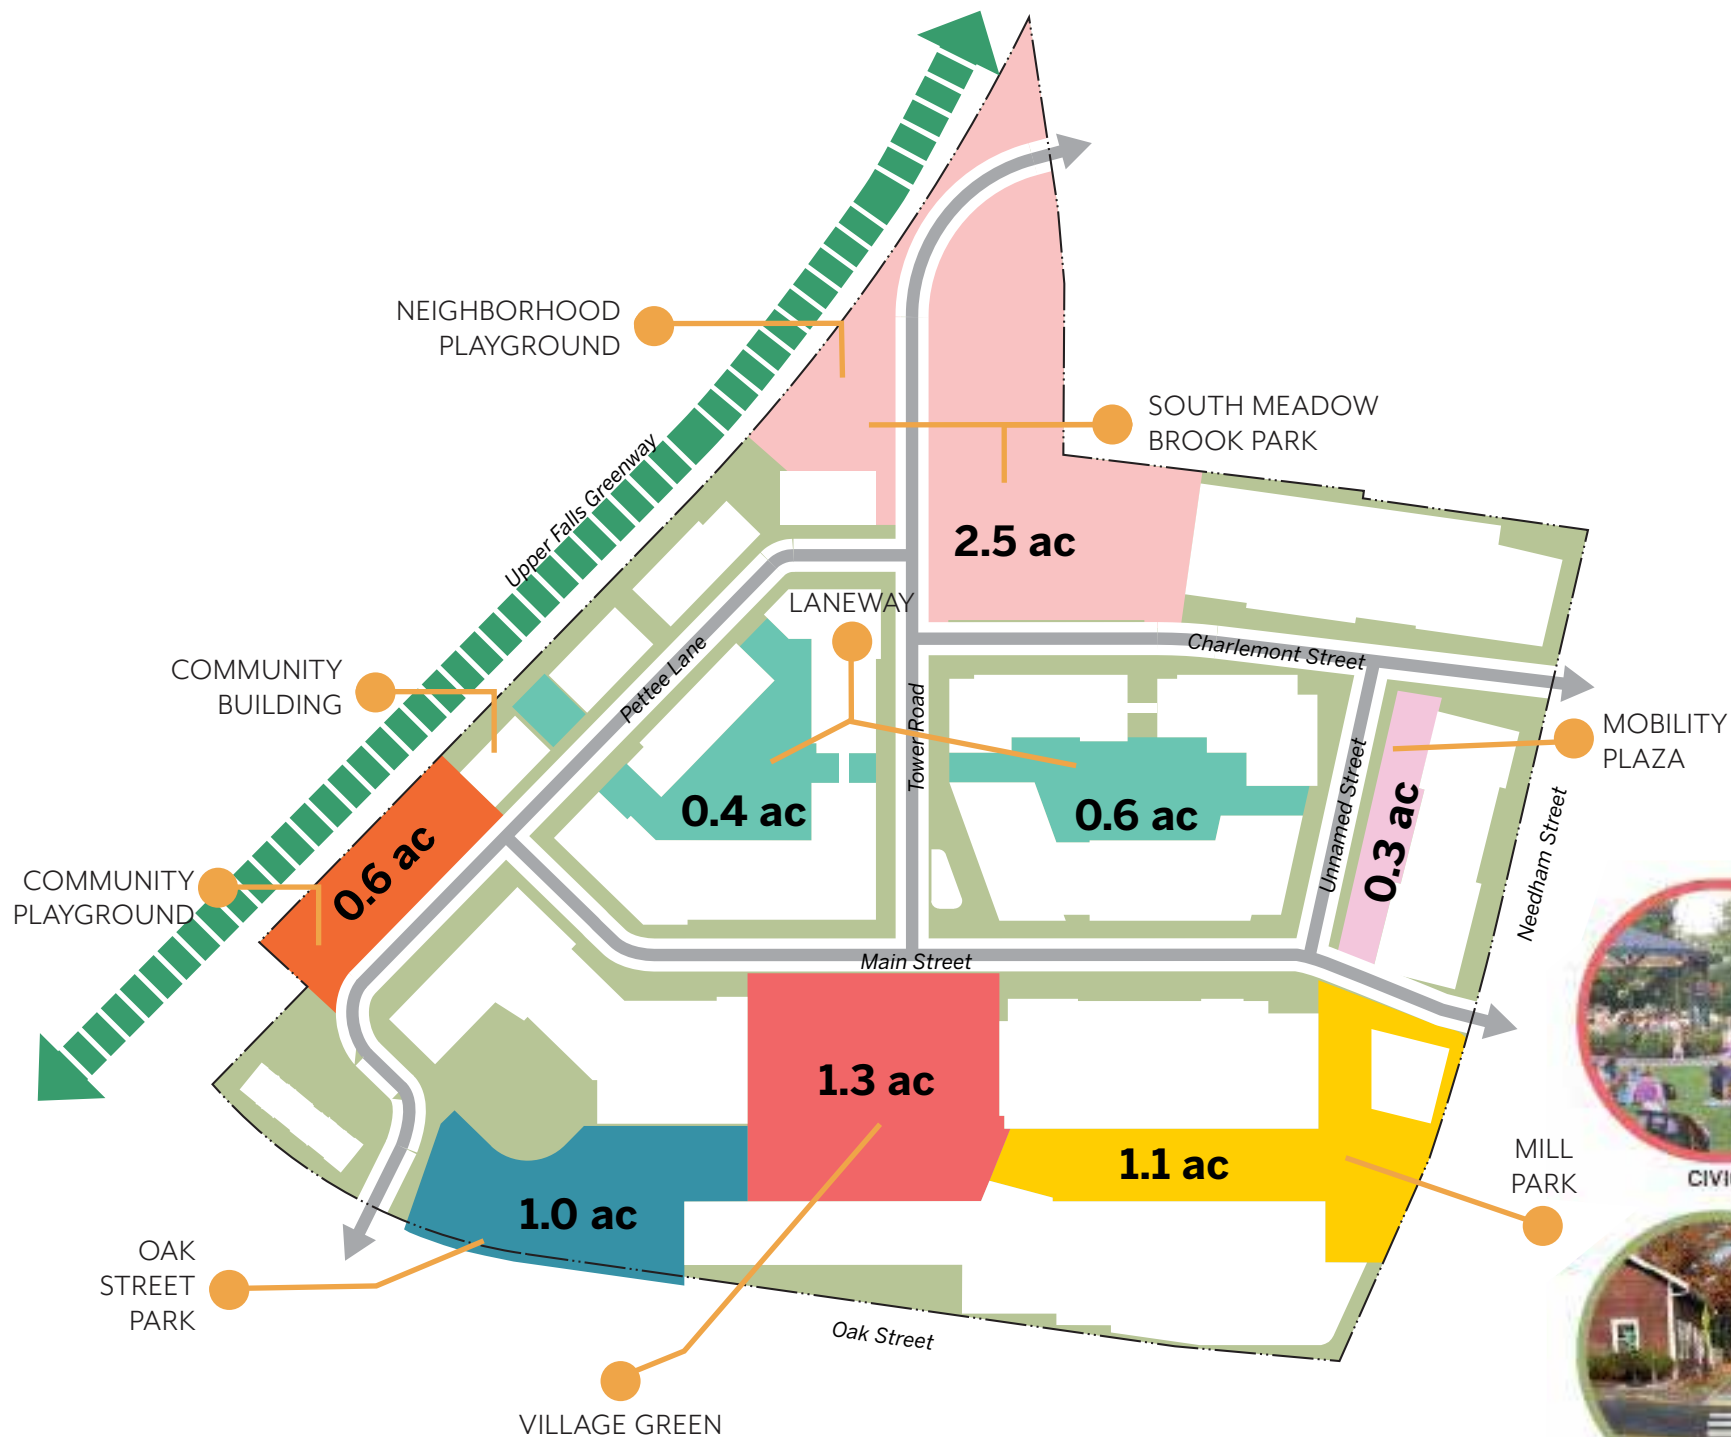 NEIGHBORHOOD
PLAYGROUND
SOUTH MEADOW
BROOK PARK
Upper Falls Greenway
2.5 ac
LANEWAY
COMMUNITY
BUILDING
Pettee Lane
Charlemont Street
Tower Road
MOBILITY
PLAZA
0.4 ac
0.6 ac
Unnamed Street
0.3 ac
Needham Street
COMMUNITY
PLAYGROUND
0.6 ac
Main Street
1.3 ac
1.1 ac
MILL
PARK
1.0 ac
OAK
STREET
PARK
Oak Street
VILLAGE GREEN